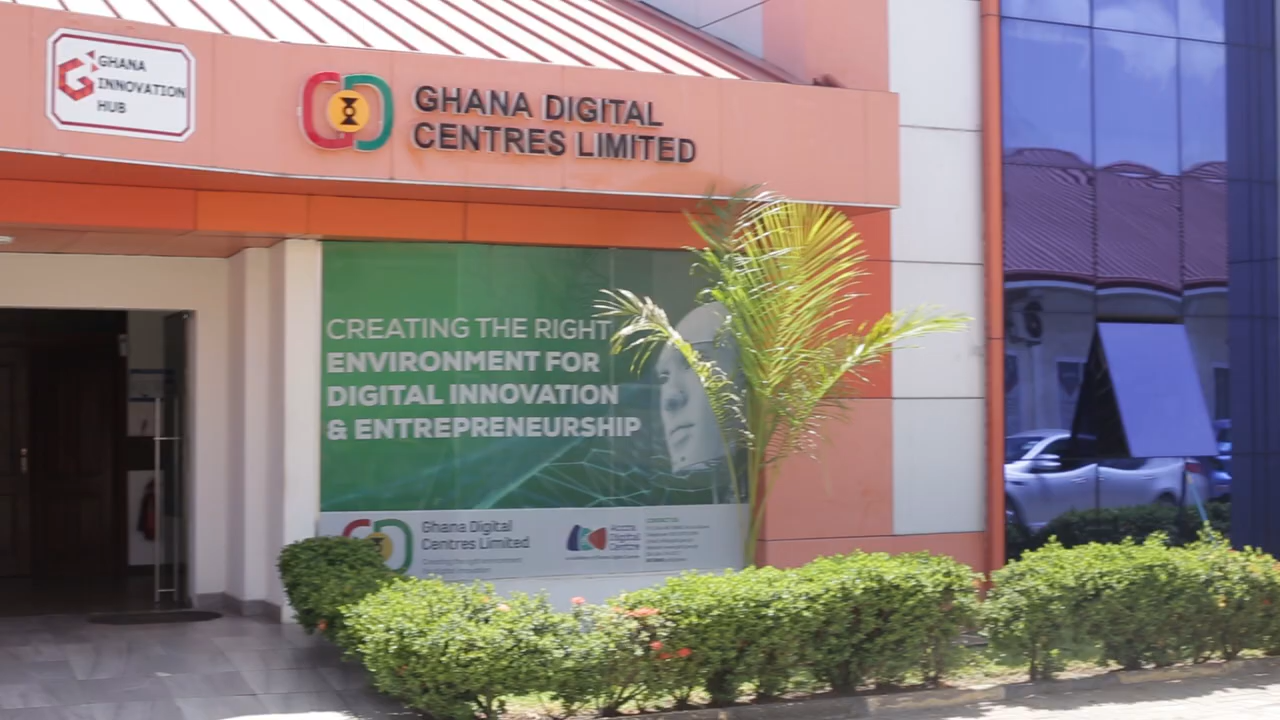 GHANA
INNOVATION
HUB
GHANA DIGITAL
CENTRES LIMITED
CREATING THE RIGHT
ENVIRONMENT FOR
DIGITAL INNOVATION
& ENTREPRENEURSHIP
Ghana Digital
Centres Limited
Accra
Digital
Centre